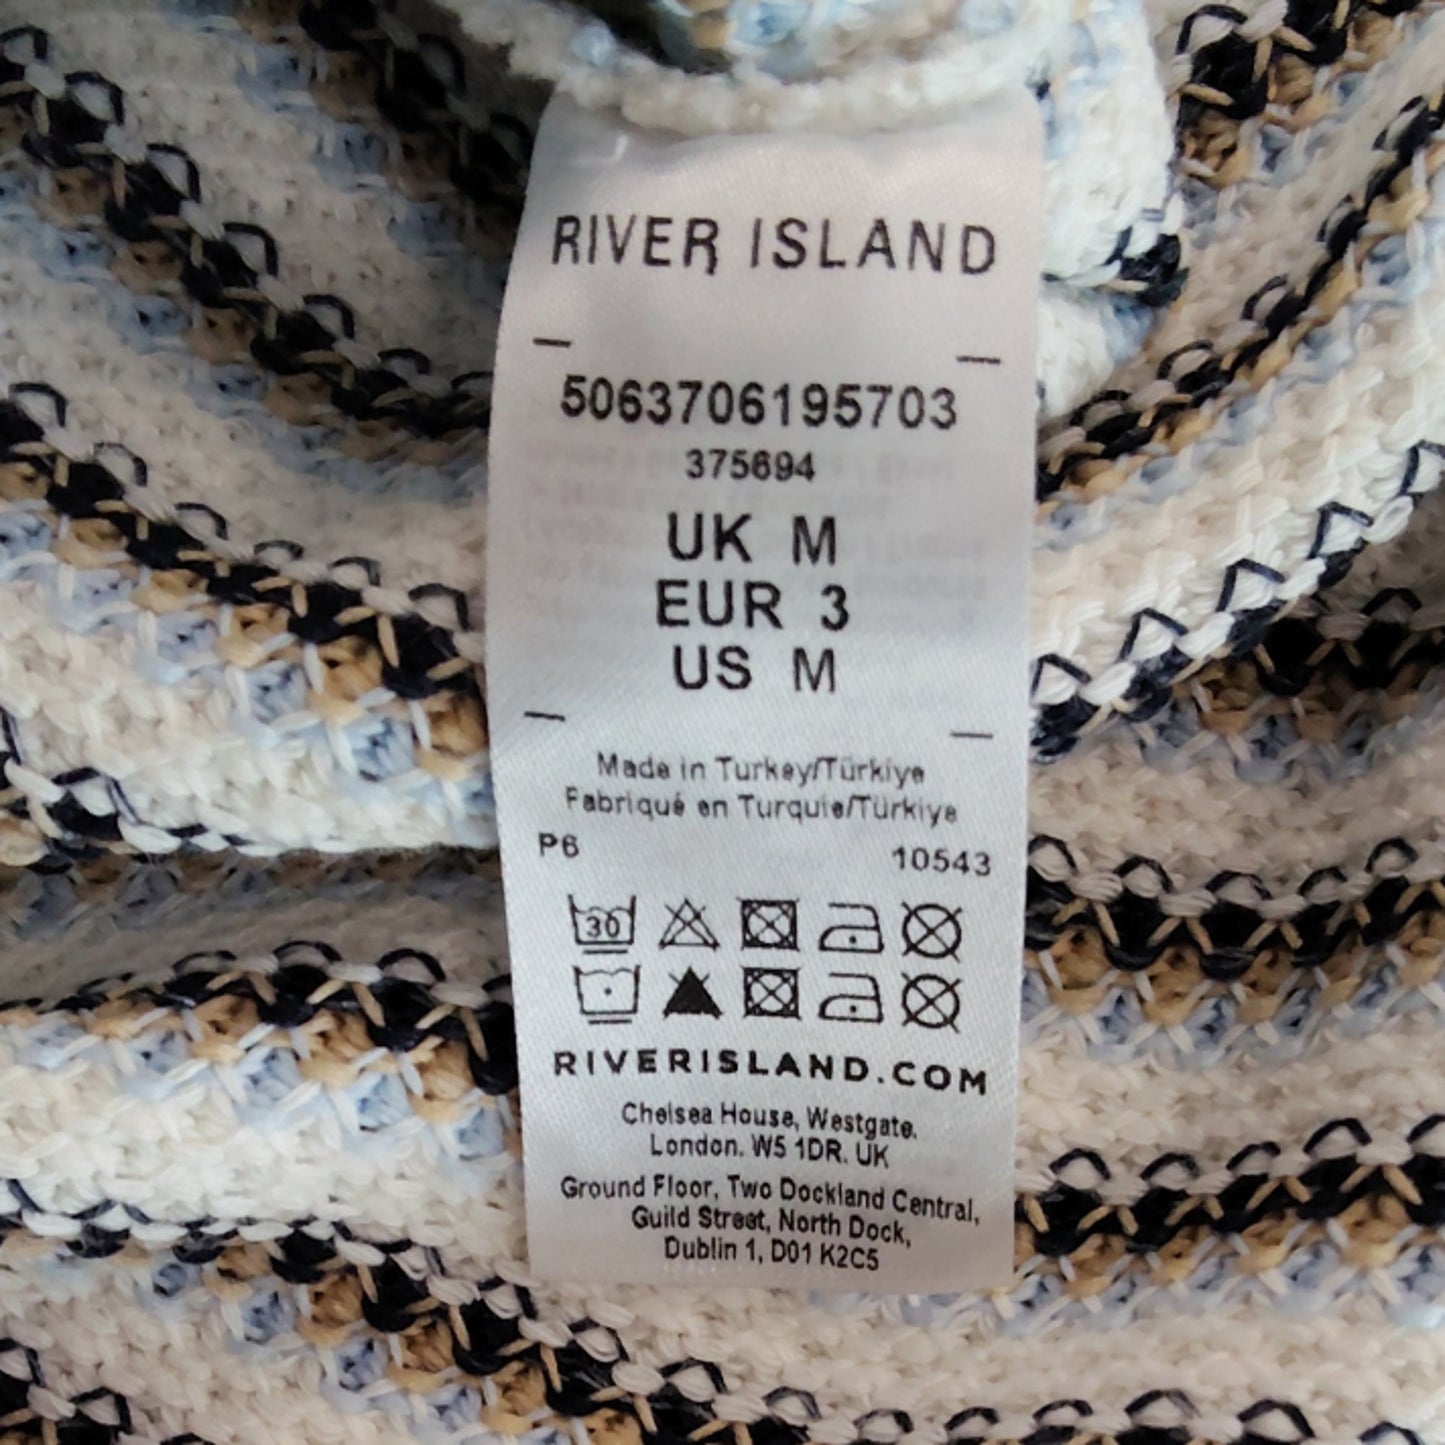 RIVER ISLAND
5063706195703
375694
UK M
EUR 3
US M
Made in Turkey/Türkiye
Fabriqué en Turquie/Türkiye
P6 10543
30
RIVERISLAND.COM
Chelsea House, Westgate,
London. W5 1DR. UK
Ground Floor, Two Dockland Central,
Guild Street, North Dock,
Dublin 1, D01 K2C5